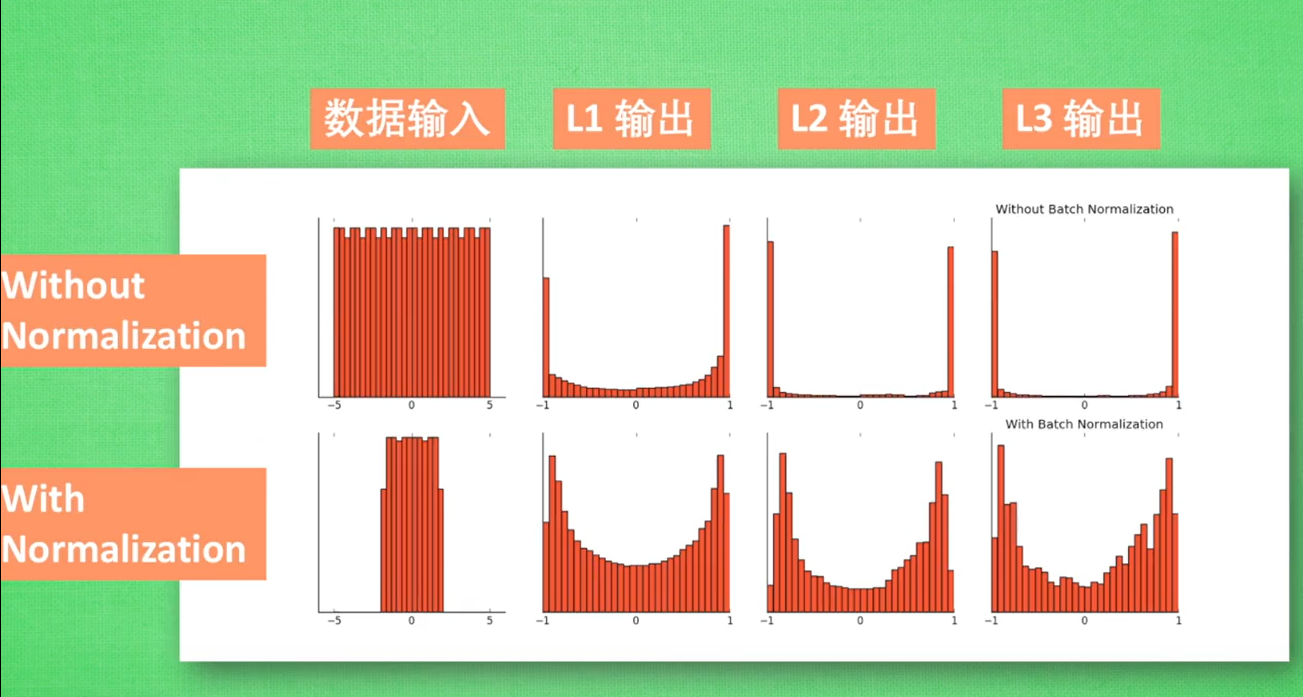 数据输入
L1 输出
L2 输出
L3 输出
Without
Normalization
Without Batch Normalization
−5 0 5
−1 0 1
−1 0 1
−1 0 1
With
Normalization
With Batch Normalization
−5 0 5
−1 0 1
−1 0 1
−1 0 1